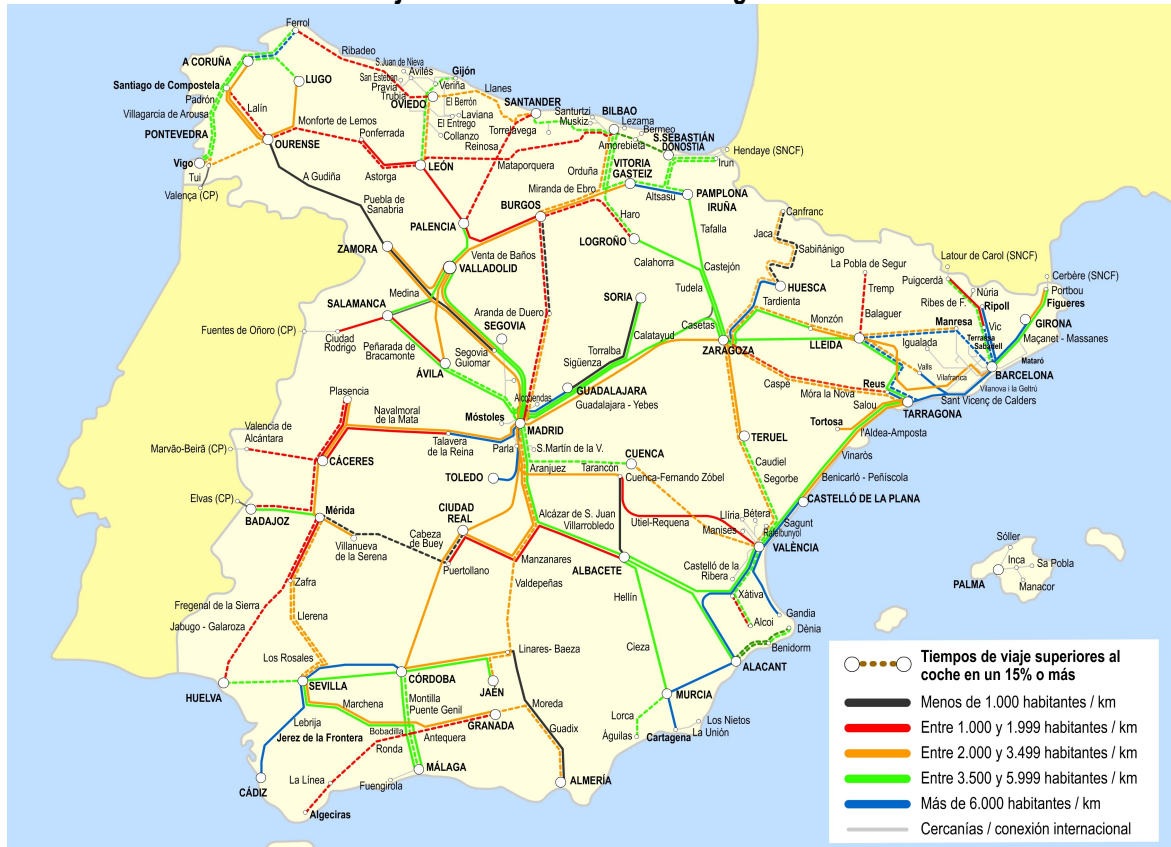 Ferrol
Ribadeo
A CORUÑA
S.Juan de Nieva
Avilés
Gijón
San Esteban
Pravia
Trubia
Veriña
LUGO
Santiago de Compostela
Padrón
Lalín
Villagarcía de Arousa
PONTEVEDRA
Monforte de Lemos
OVIEDO
El Berrón
Laviana
El Entrego
Collanzo
Reinosa
Llanes
SANTANDER
Torrelavega
Santurtzi
Muskiz
BILBAO
Lezama
Bermeo
Amorebieta
S.SEBASTIÁN
DONOSTIA
Hendaye (SNCF)
Irun
OURENSE
Ponferrada
Vigo
Tui
Valença (CP)
Astorga
LEÓN
Mataporquera
Orduña
VITORIA
GASTEIZ
Miranda de Ebro
Altsasu
PAMPLONA
IRUÑA
A Gudiña
Puebla de
Sanabria
PALENCIA
BURGOS
Haro
LOGROÑO
Tafalla
Canfranc
Jaca
Sabiñánigo
ZAMORA
Venta de Baños
VALLADOLID
Calahorra
Castejón
Latour de Carol (SNCF)
La Pobla de Segur
Puigcerdà
Cerbère (SNCF)
Portbou
Medina
SALAMANCA
Aranda de Duero
SEGOVIA
SORIA
Tudela
HUESCA
Tardienta
Tremp
Balaguer
Ribes de F.
Núria
Ripoll
Figueres
Fuentes de Oñoro (CP)
Ciudad
Rodrigo
Peñarada de
Bracamonte
Segovia
Guiomar
Torralba
Sigüenza
Calatayud
Casetas
ZARAGOZA
Monzón
LLEIDA
Manresa
Igualada
Vic
Terrassa
Sabadell
GIRONA
Maçanet - Massanes
Mataró
ÁVILA
GUADALAJARA
Guadalajara - Yebes
Alcobendas
Caspe
Móra la Nova
Reus
Valls
Vilafranca
BARCELONA
Vilanova i la Geltrú
Sant Vicenç de Calders
Plasencia
Navalmoral
de la Mata
Móstoles
MADRID
Salou
Tortosa
TARRAGONA
l'Aldea-Amposta
Valencia de
Alcántara
Marvão-Beirã (CP)
Talavera
de la Reina
Parla
S.Martín de la V.
TERUEL
Vinaròs
CÁCERES
TOLEDO
Aranjuez
Tarancón
CUENCA
Cuenca-Fernando Zóbel
Caudiel
Segorbe
Benicarló - Peñíscola
CASTELLÓ DE LA PLANA
Elvas (CP)
BADAJOZ
Mérida
Villanueva
de la Serena
Cabeza
de Buey
CIUDAD
REAL
Alcázar de S. Juan
Villarrobledo
Utiel-Requena
Llíria
Bétera
Manises
Sagunt
Rafelbunyol
VALÈNCIA
Puertollano
Manzanares
Valdepeñas
ALBACETE
Castelló de la
Ribera
Sóller
Inca
Sa Pobla
PALMA
Manacor
Zafra
Fregenal de la Sierra
Jabugo - Galaroza
Llerena
Hellín
Xàtiva
Alcoi
Gandia
Dènia
Benidorm
Los Rosales
Linares- Baeza
Cieza
ALACANT
HUELVA
SEVILLA
CÓRDOBA
JAÉN
MURCIA
Marchena
Montilla
Puente Genil
Moreda
Lebrija
Jerez de la Frontera
Bobadilla
Ronda
Antequera
GRANADA
Guadix
Lorca
Águilas
Cartagena
Los Nietos
La Unión
CÁDIZ
La Línea
Fuengirola
MÁLAGA
ALMERÍA
Algeciras
Tiempos de viaje superiores al
coche en un 15% o más
Menos de 1.000 habitantes / km
Entre 1.000 y 1.999 habitantes / km
Entre 2.000 y 3.499 habitantes / km
Entre 3.500 y 5.999 habitantes / km
Más de 6.000 habitantes / km
Cercanías / conexión internacional